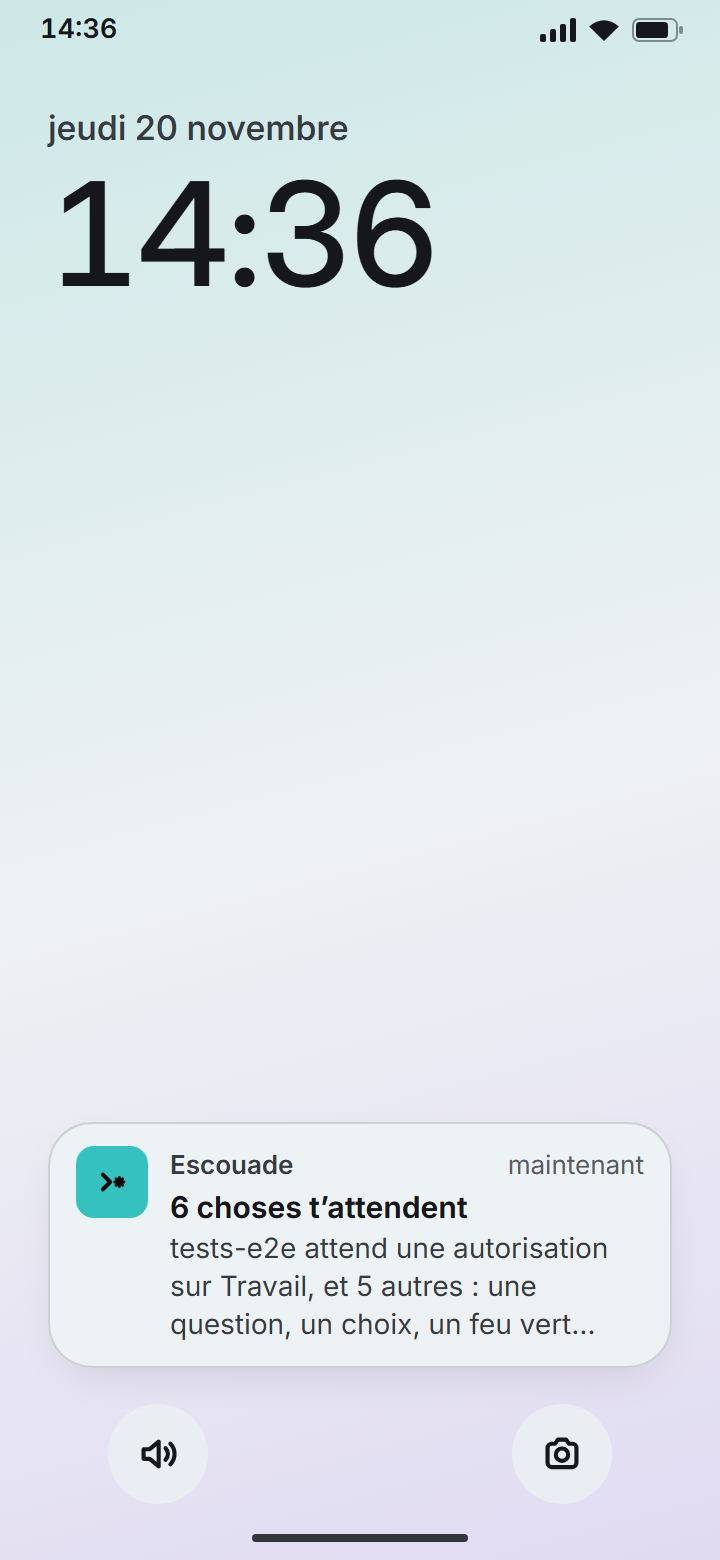 14:36
jeudi 20 novembre
14:36
Escouade
maintenant
6 choses t’attendent
tests-e2e attend une autorisation
sur Travail, et 5 autres : une
question, un choix, un feu vert…